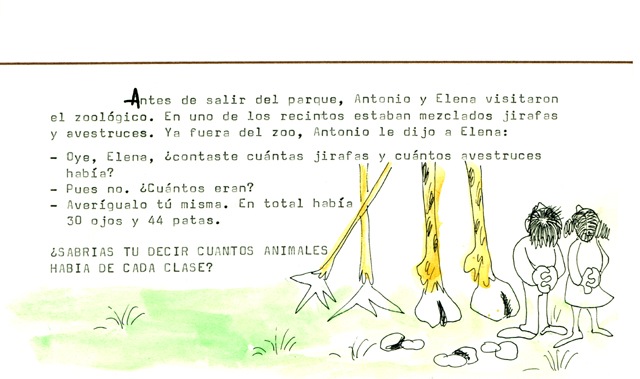 Antes de salir del parque, Antonio y Elena visitaron
el zoológico. En uno de los recintos estaban mezclados jirafas
y avestruces. Ya fuera del zoo, Antonio le dijo a Elena:
- Oye, Elena, ¿contaste cuántas jirafas y cuántos avestruces
había?
- Pues no. ¿Cuántos eran?
- Averígualo tú misma. En total había
30 ojos y 44 patas.
¿SABRIAS TU DECIR CUANTOS ANIMALES
HABIA DE CADA CLASE?